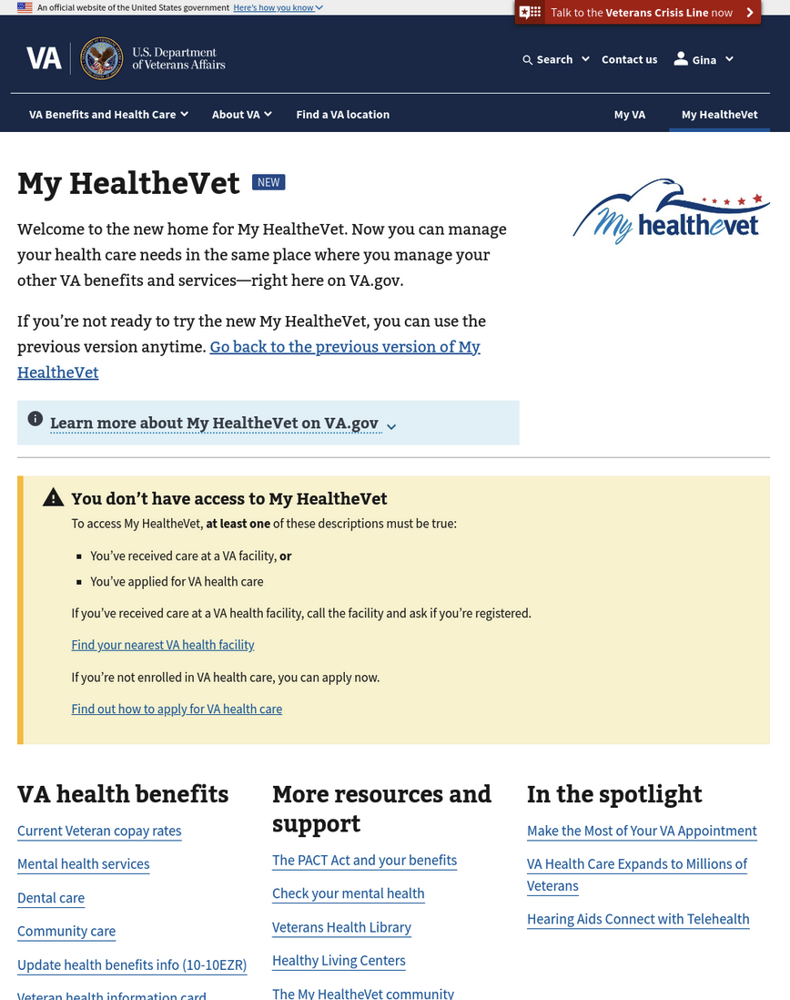 An official website of the United States government Here's how you know
Talk to the Veterans Crisis Line now
VA
U.S. Department
of Veterans Affairs
Search
Contact us
Gina
VA Benefits and Health Care
About VA
Find a VA location
My VA
My HealtheVet
My HealtheVet
NEW
My healthevet
Welcome to the new home for My HealtheVet. Now you can manage
your health care needs in the same place where you manage your
other VA benefits and services—right here on VA.gov.
If you’re not ready to try the new My HealtheVet, you can use the
previous version anytime. Go back to the previous version of My
HealtheVet
Learn more about My HealtheVet on VA.gov
You don’t have access to My HealtheVet
To access My HealtheVet, at least one of these descriptions must be true:
You’ve received care at a VA facility, or
You’ve applied for VA health care
If you’ve received care at a VA health facility, call the facility and ask if you’re registered.
Find your nearest VA health facility
If you’re not enrolled in VA health care, you can apply now.
Find out how to apply for VA health care
VA health benefits
Current Veteran copay rates
Mental health services
Dental care
Community care
Update health benefits info (10-10EZR)
Veteran health information card
More resources and
support
The PACT Act and your benefits
Check your mental health
Veterans Health Library
Healthy Living Centers
The My HealtheVet community
In the spotlight
Make the Most of Your VA Appointment
VA Health Care Expands to Millions of
Veterans
Hearing Aids Connect with Telehealth